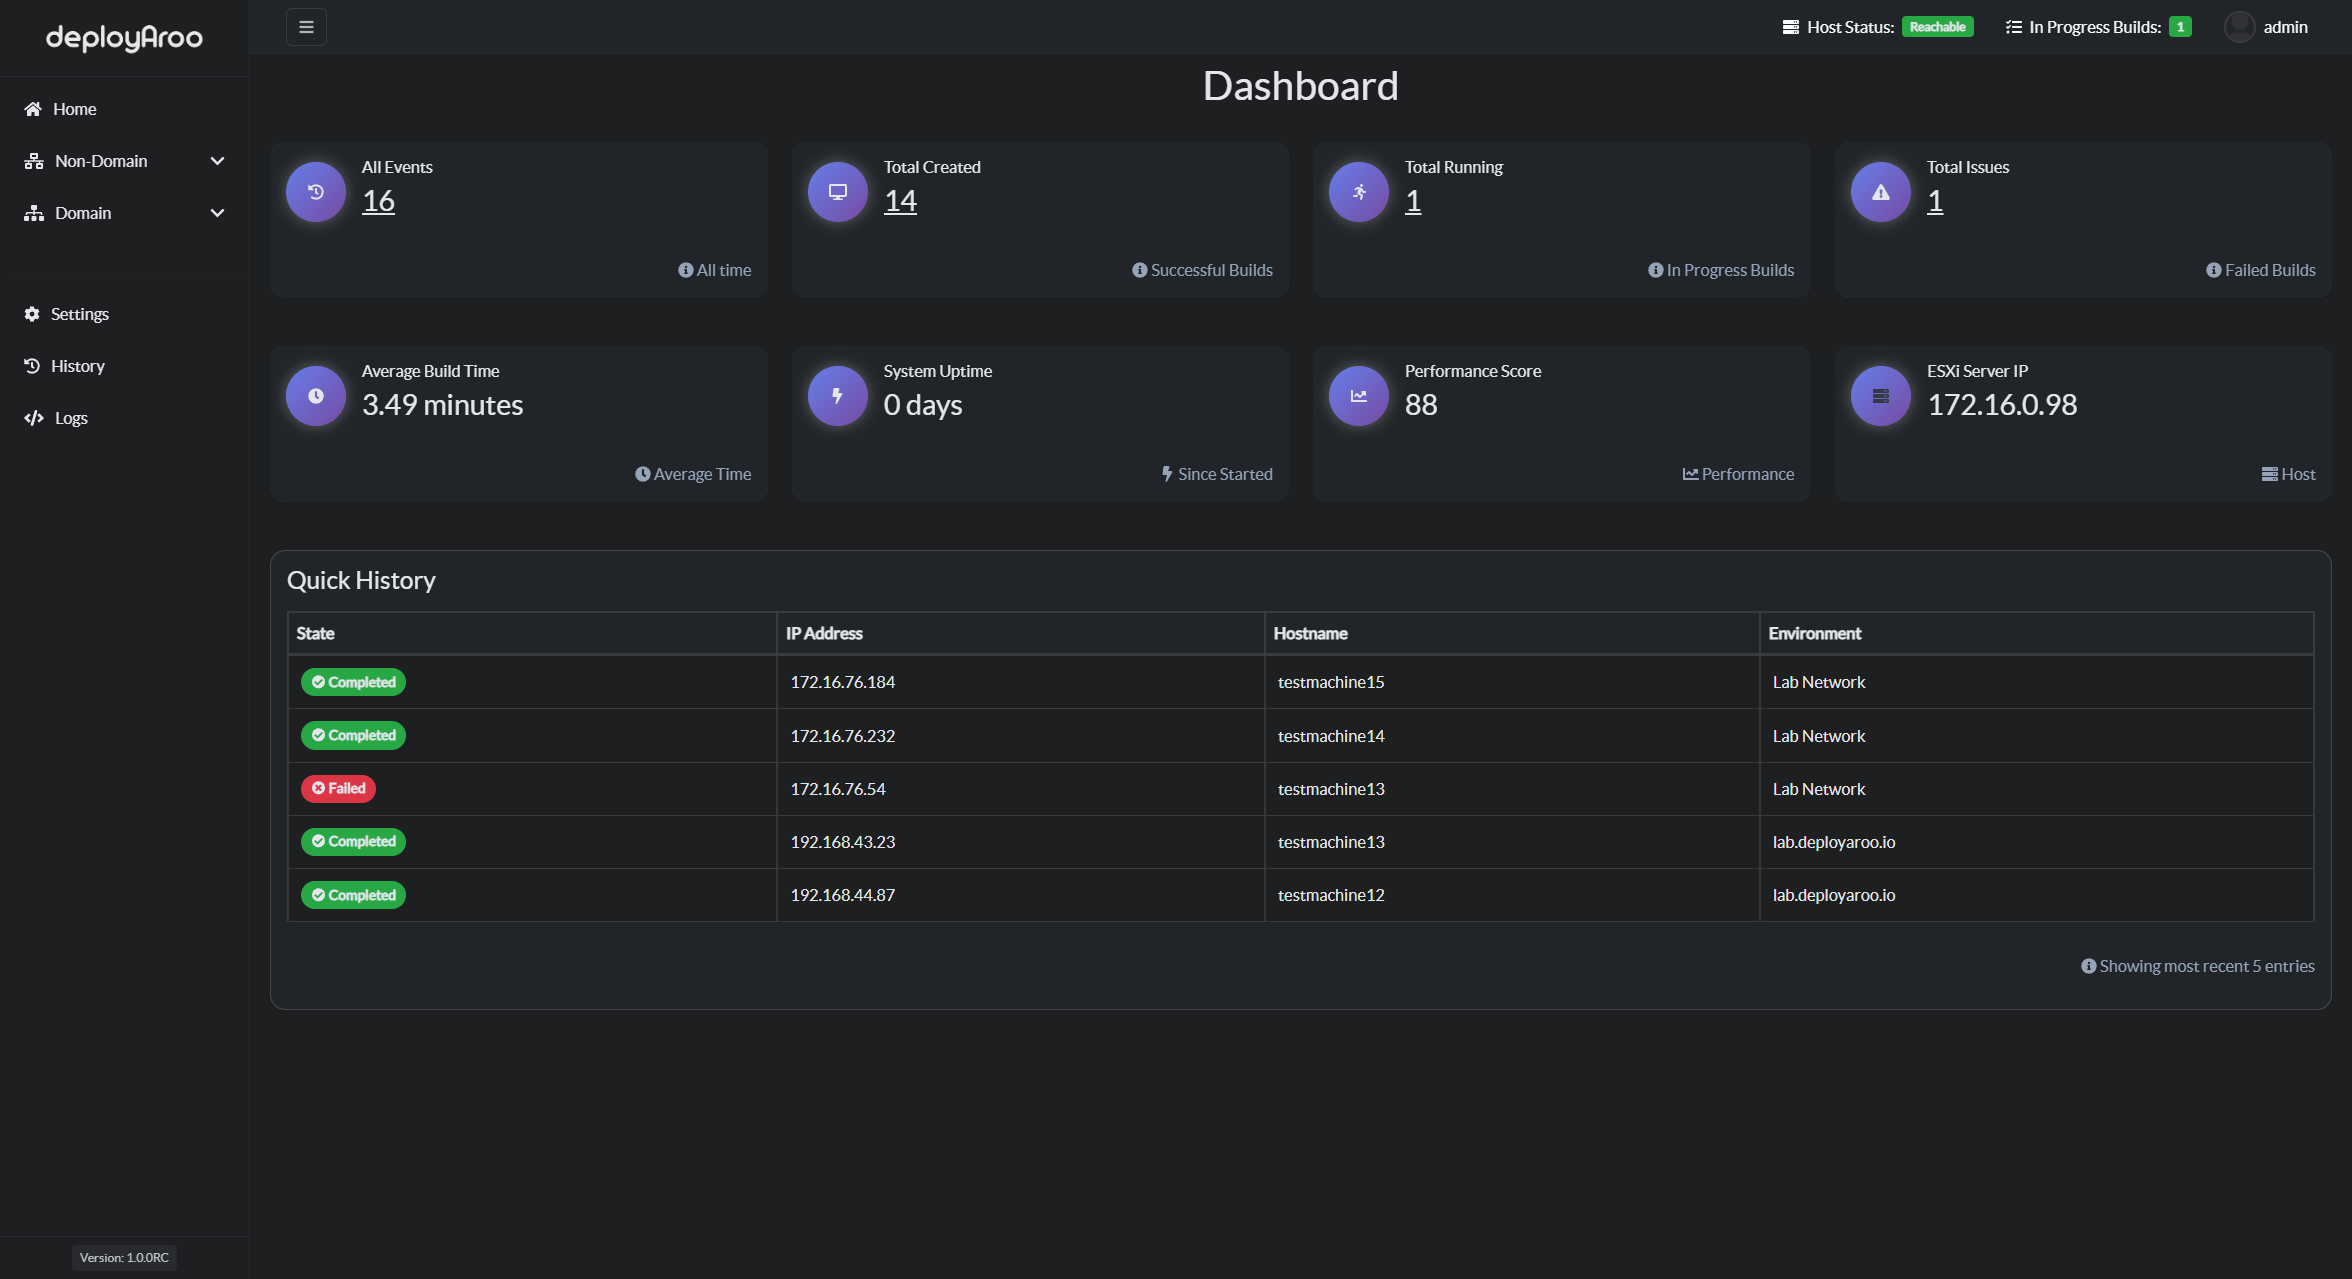 deployAroo
Host Status: Reachable
In Progress Builds: 1
admin
Home
Non-Domain
Domain
Settings
History
Logs
Version: 1.0.0RC
Dashboard
All Events
16
All time
Total Created
14
Successful Builds
Total Running
1
In Progress Builds
Total Issues
1
Failed Builds
Average Build Time
3.49 minutes
Average Time
System Uptime
0 days
Since Started
Performance Score
88
Performance
ESXi Server IP
172.16.0.98
Host
Quick History
State IP Address Hostname Environment
Completed 172.16.76.184 testmachine15 Lab Network
Completed 172.16.76.232 testmachine14 Lab Network
Failed 172.16.76.54 testmachine13 Lab Network
Completed 192.168.43.23 testmachine13 lab.deployaroo.io
Completed 192.168.44.87 testmachine12 lab.deployaroo.io
Showing most recent 5 entries